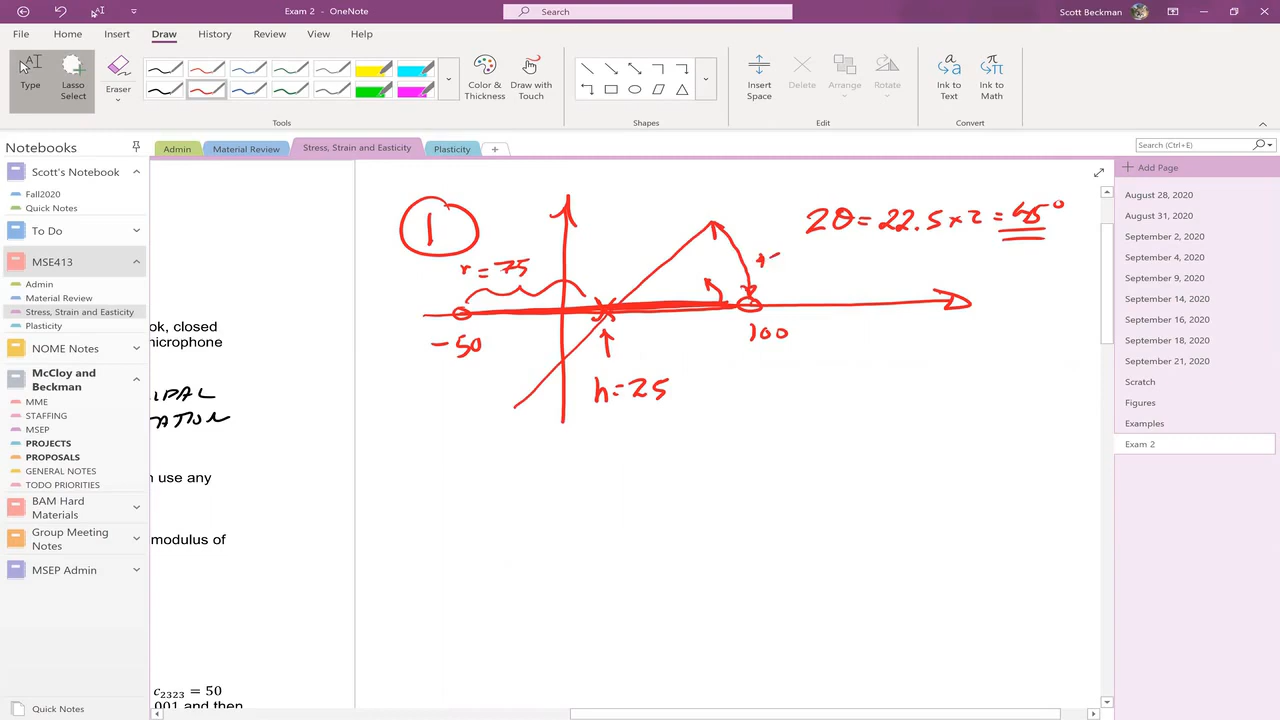 Exam 2 - OneNote
Search
Scott Beckman
File Home Insert Draw History Review View Help
Type
Lasso Select
Eraser
Color & Thickness
Draw with Touch
Insert Space
Delete
Arrange
Rotate
Ink to Text
Ink to Math
Tools
Shapes
Edit
Convert
Notebooks
Admin
Material Review
Stress, Strain and Easticity
Plasticity
Search (Ctrl+E)
Scott's Notebook
Fall2020
Quick Notes
To Do
MSE413
Admin
Material Review
Stress, Strain and Easticity
Plasticity
NOME Notes
McCloy and Beckman
MME
STAFFING
MSEP
PROJECTS
PROPOSALS
GENERAL NOTES
TODO PRIORITIES
BAM Hard Materials
Group Meeting Notes
MSEP Admin
Quick Notes
ok, closed
microphone
IPAL
ATION
use any
modulus of
c2323 = 50
001 and then
1
2θ = 22.5 × 2 = 45°
r = 75
-50
100
h = 25
Add Page
August 28, 2020
August 31, 2020
September 2, 2020
September 4, 2020
September 9, 2020
September 14, 2020
September 16, 2020
September 18, 2020
September 21, 2020
Scratch
Figures
Examples
Exam 2